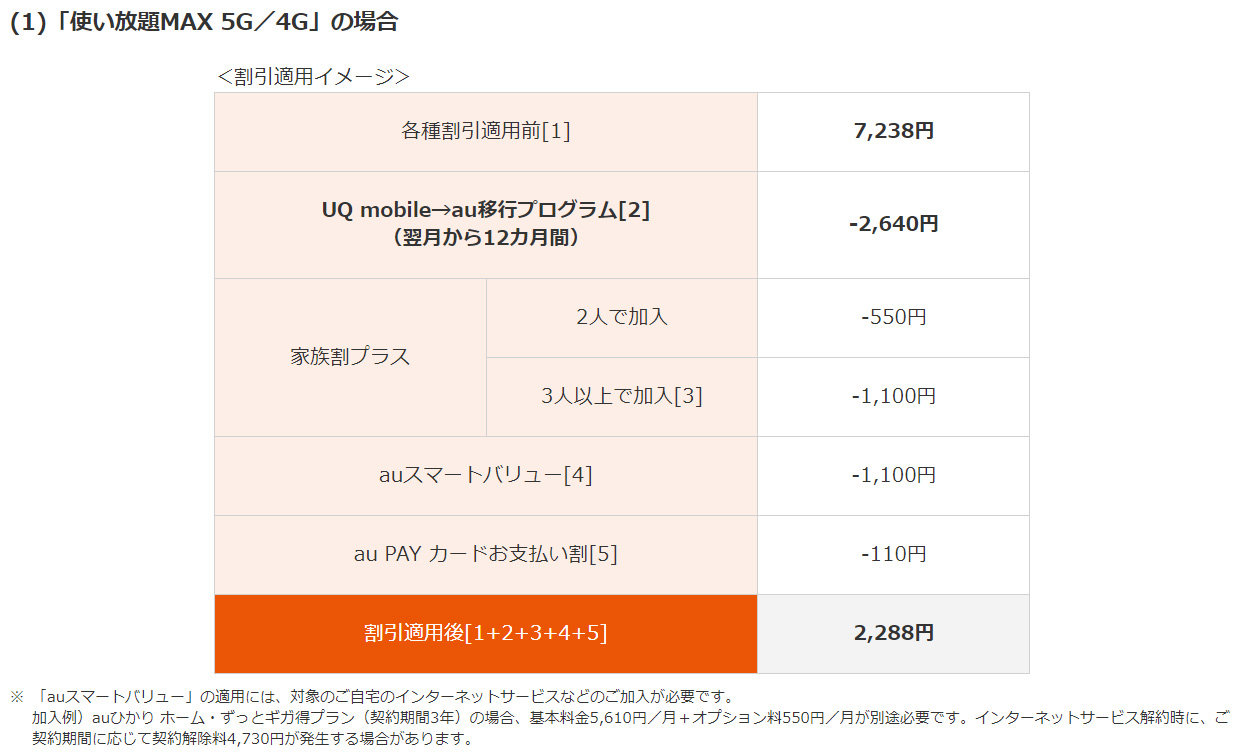 (1)「使い放題MAX 5G/4G」の場合
<割引適用イメージ>
各種割引適用前[1]
7,238円
UQ mobile→au移行プログラム[2]
(翌月から12カ月間)
-2,640円
家族割プラス
2人で加入
-550円
3人以上で加入[3]
-1,100円
auスマートバリュー[4]
-1,100円
au PAY カードお支払い割[5]
-110円
割引適用後[1+2+3+4+5]
2,288円
※ 「auスマートバリュー」の適用には、対象のご自宅のインターネットサービスなどのご加入が必要です。
加入例)auひかり ホーム・ずっとギガ得プラン(契約期間3年)の場合、基本料金5,610円/月+オプション料550円/月が別途必要です。インターネットサービス解約時に、ご
契約期間に応じて契約解除料4,730円が発生する場合があります。